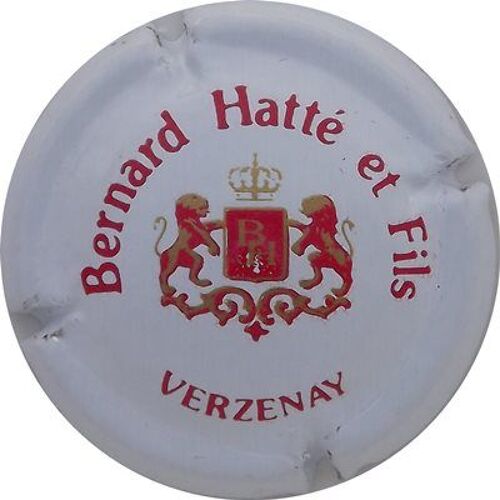 Bernard Hatté et Fils
BH
VERZENAY